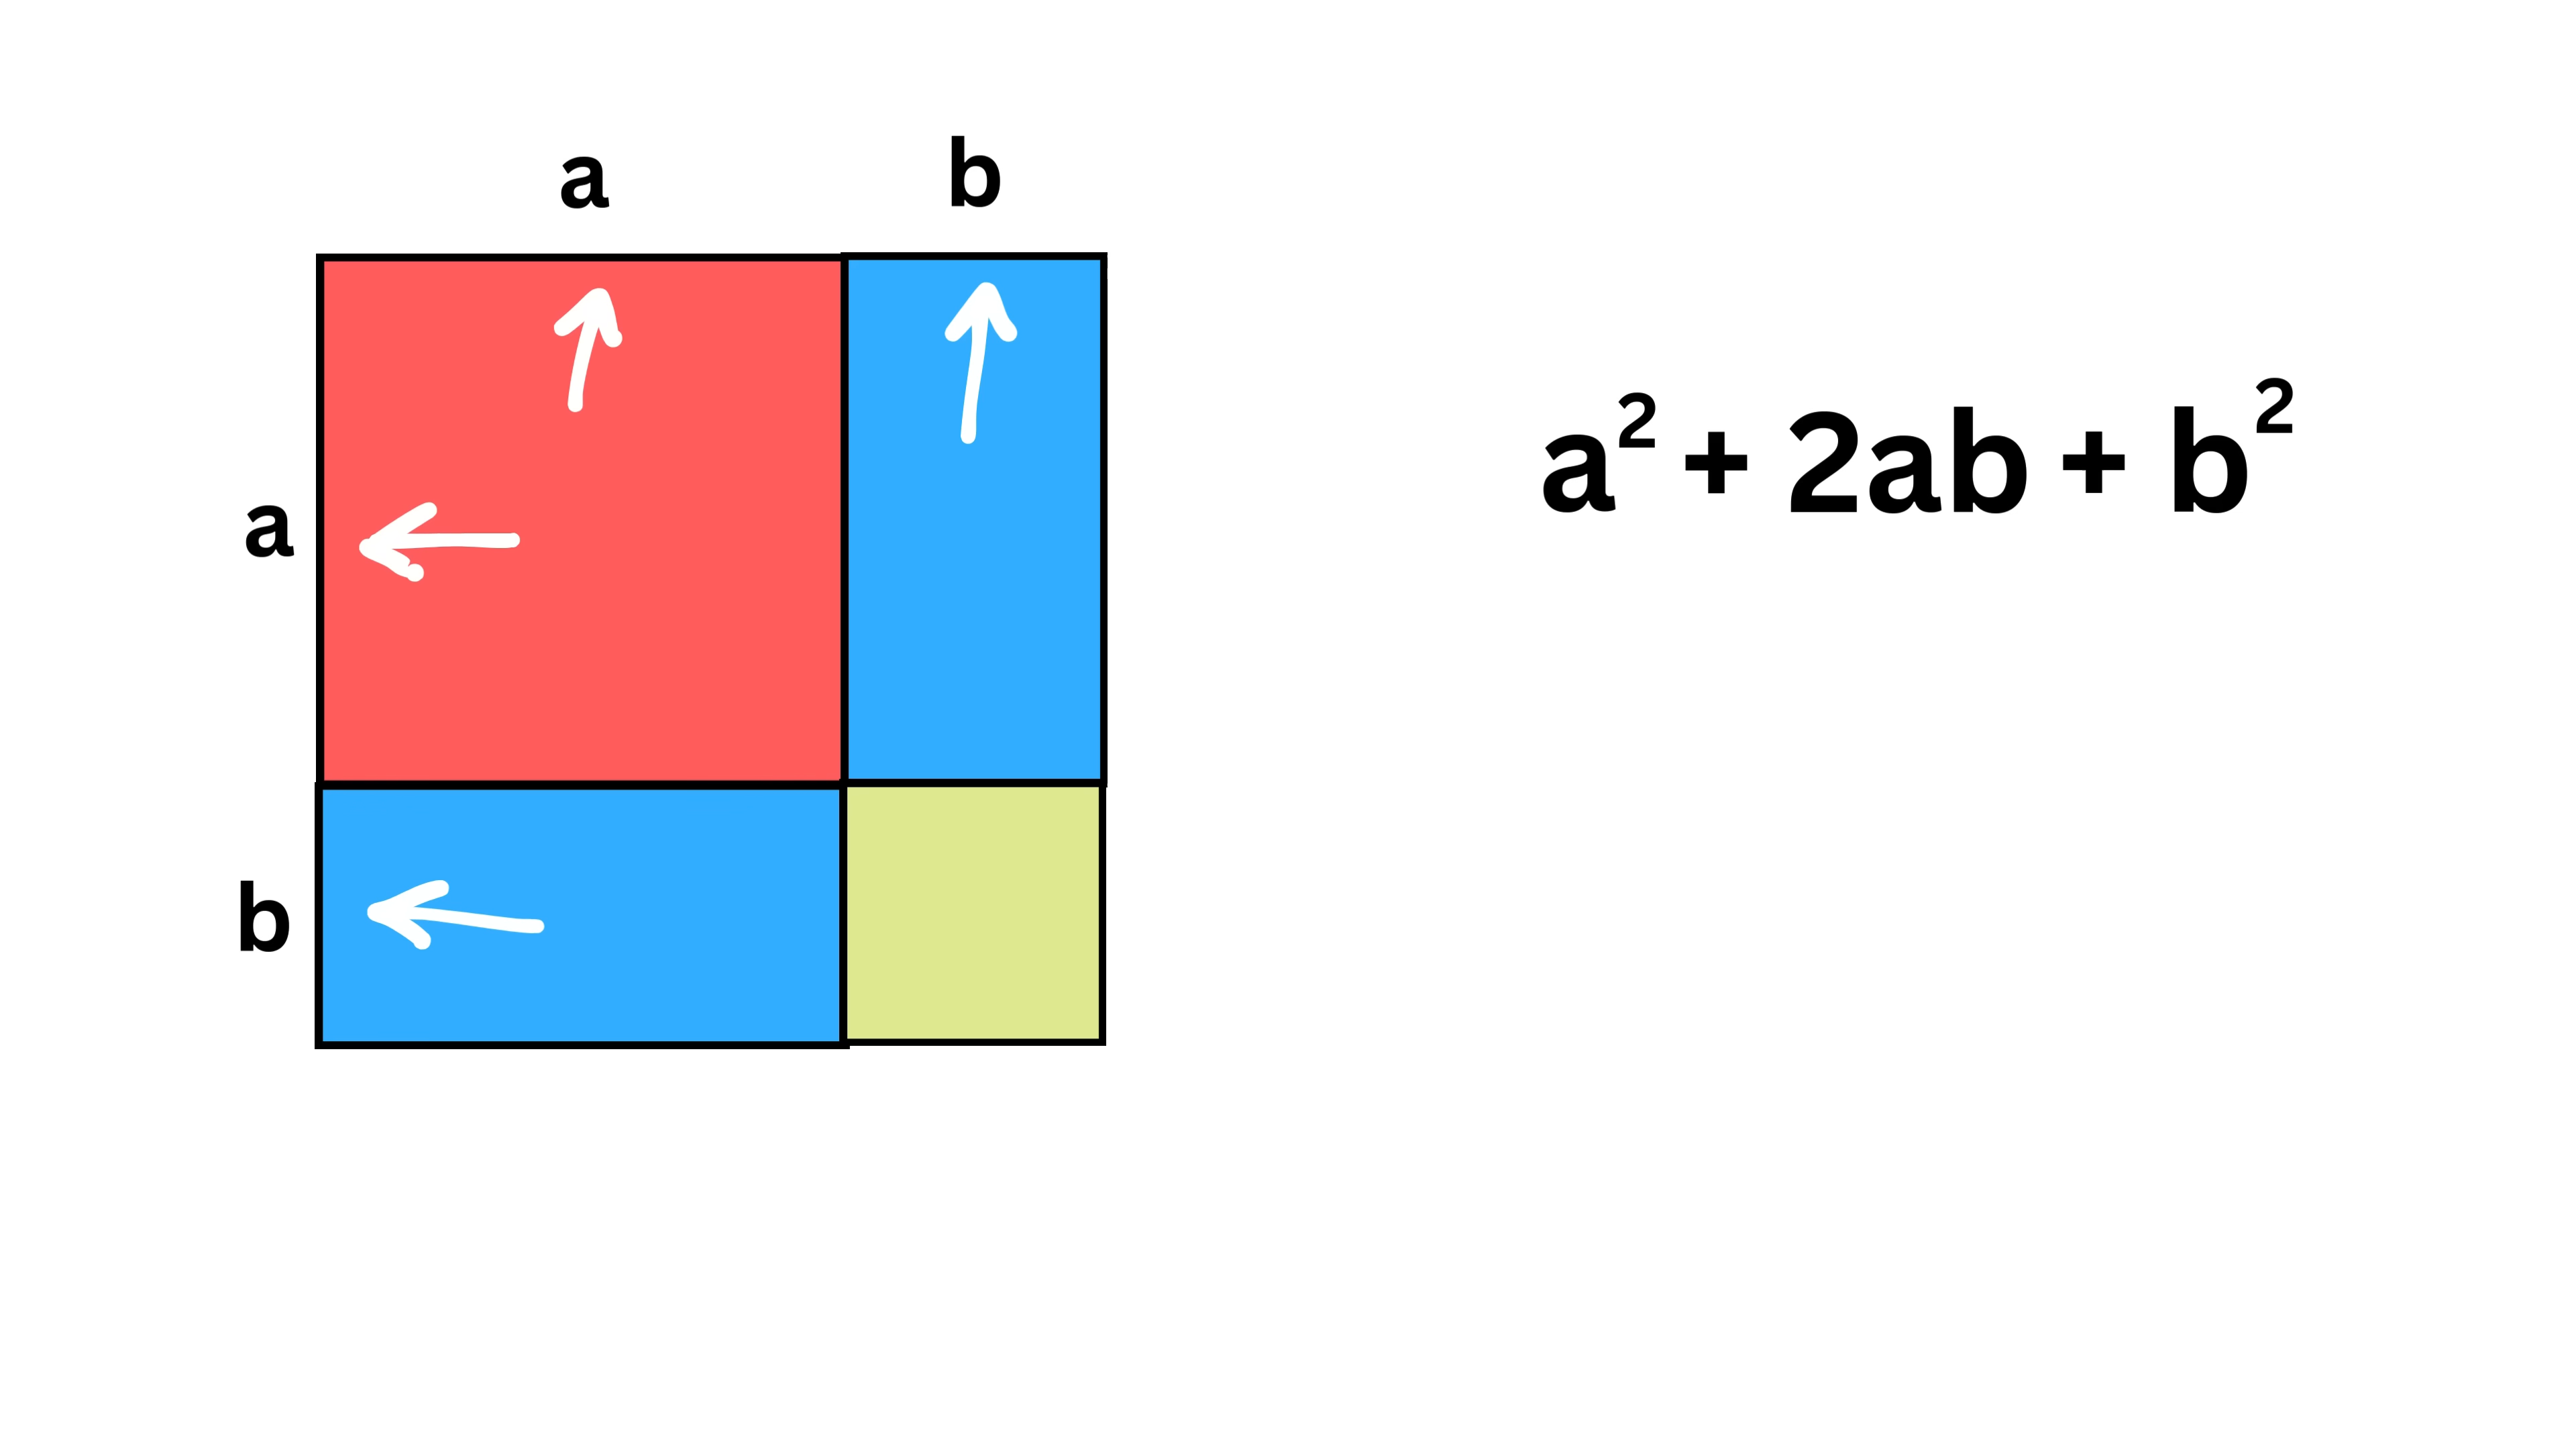 a b
a
a² + 2ab + b²
b